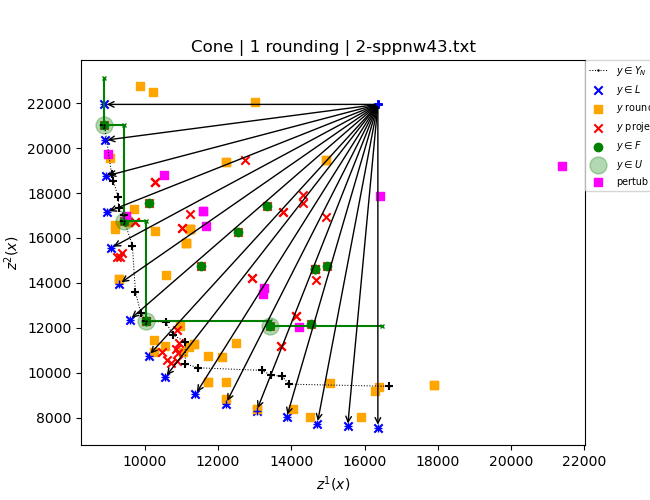 Cone | 1 rounding | 2-sppnw43.txt
y ∈ Y_N
y ∈ L
y roun
y proje
y ∈ F
y ∈ U
pertub
z²(x)
22000
20000
18000
16000
14000
12000
10000
8000
10000 12000 14000 16000 18000 20000 22000
z¹(x)